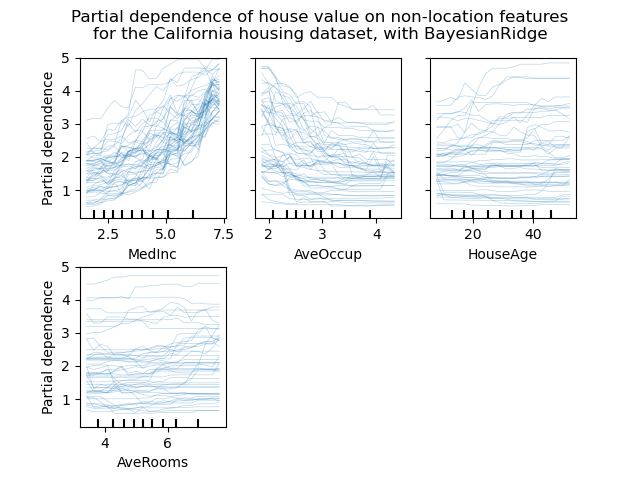 Partial dependence of house value on non-location features
for the California housing dataset, with BayesianRidge
5
4
3
2
1
Partial dependence
2.5 5.0 7.5
MedInc
2 3 4
AveOccup
20 40
HouseAge
5
4
3
2
1
Partial dependence
4 6
AveRooms